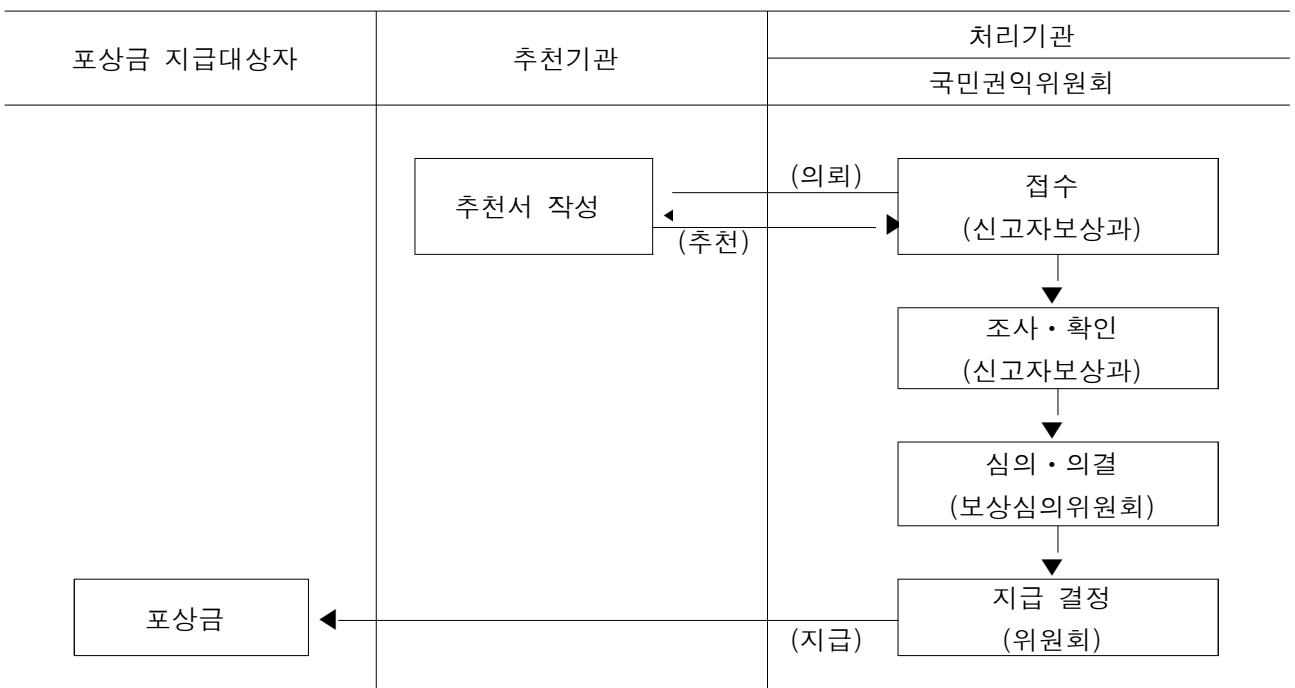 포상금 지급대상자
추천기관
처리기관
국민권익위원회
추천서 작성
(의뢰)
(추천)
접수
(신고자보상과)
조사・확인
(신고자보상과)
심의・의결
(보상심의위원회)
지급 결정
(위원회)
(지급)
포상금